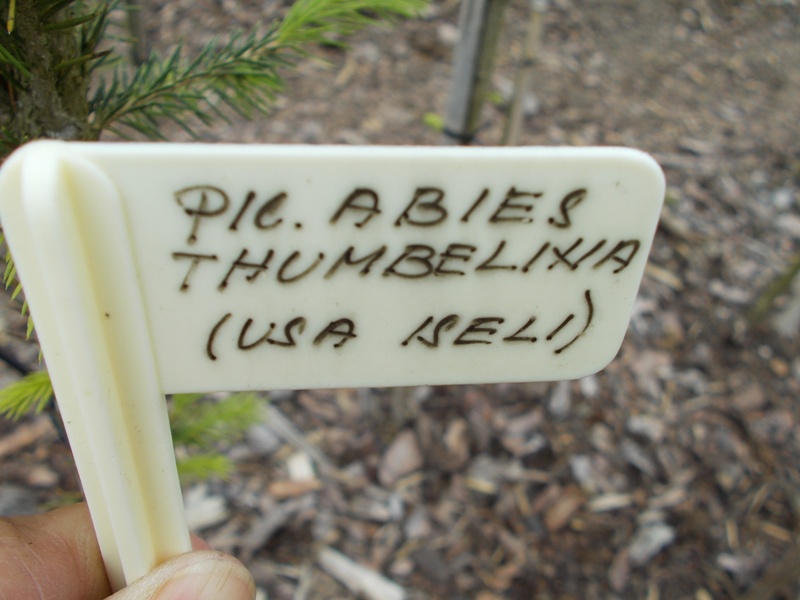 PIC. ABIES
THUMBELIXIA
(USA ISELI)